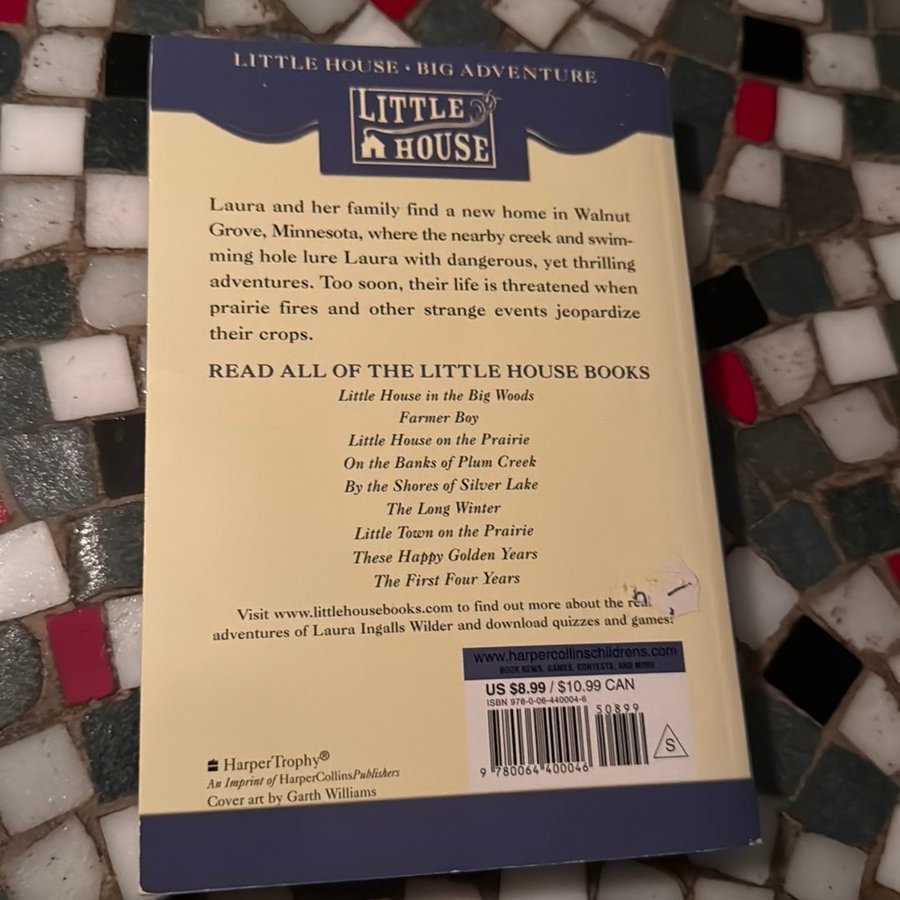 LITTLE HOUSE • BIG ADVENTURE
LITTLE
HOUSE
Laura and her family find a new home in Walnut
Grove, Minnesota, where the nearby creek and swim-
ming hole lure Laura with dangerous, yet thrilling
adventures. Too soon, their life is threatened when
prairie fires and other strange events jeopardize
their crops.
READ ALL OF THE LITTLE HOUSE BOOKS
Little House in the Big Woods
Farmer Boy
Little House on the Prairie
On the Banks of Plum Creek
By the Shores of Silver Lake
The Long Winter
Little Town on the Prairie
These Happy Golden Years
The First Four Years
Visit www.littlehousebooks.com to find out more about the
adventures of Laura Ingalls Wilder and download quizzes and games!
www.harpercollinschildrens.com
BOOK NEWS, GAMES, CONTESTS, AND MORE
US $8.99 / $10.99 CAN
ISBN 978-0-06-440004-6
50899
S
9 780064 400046
HarperTrophy®
An Imprint of HarperCollinsPublishers
Cover art by Garth Williams